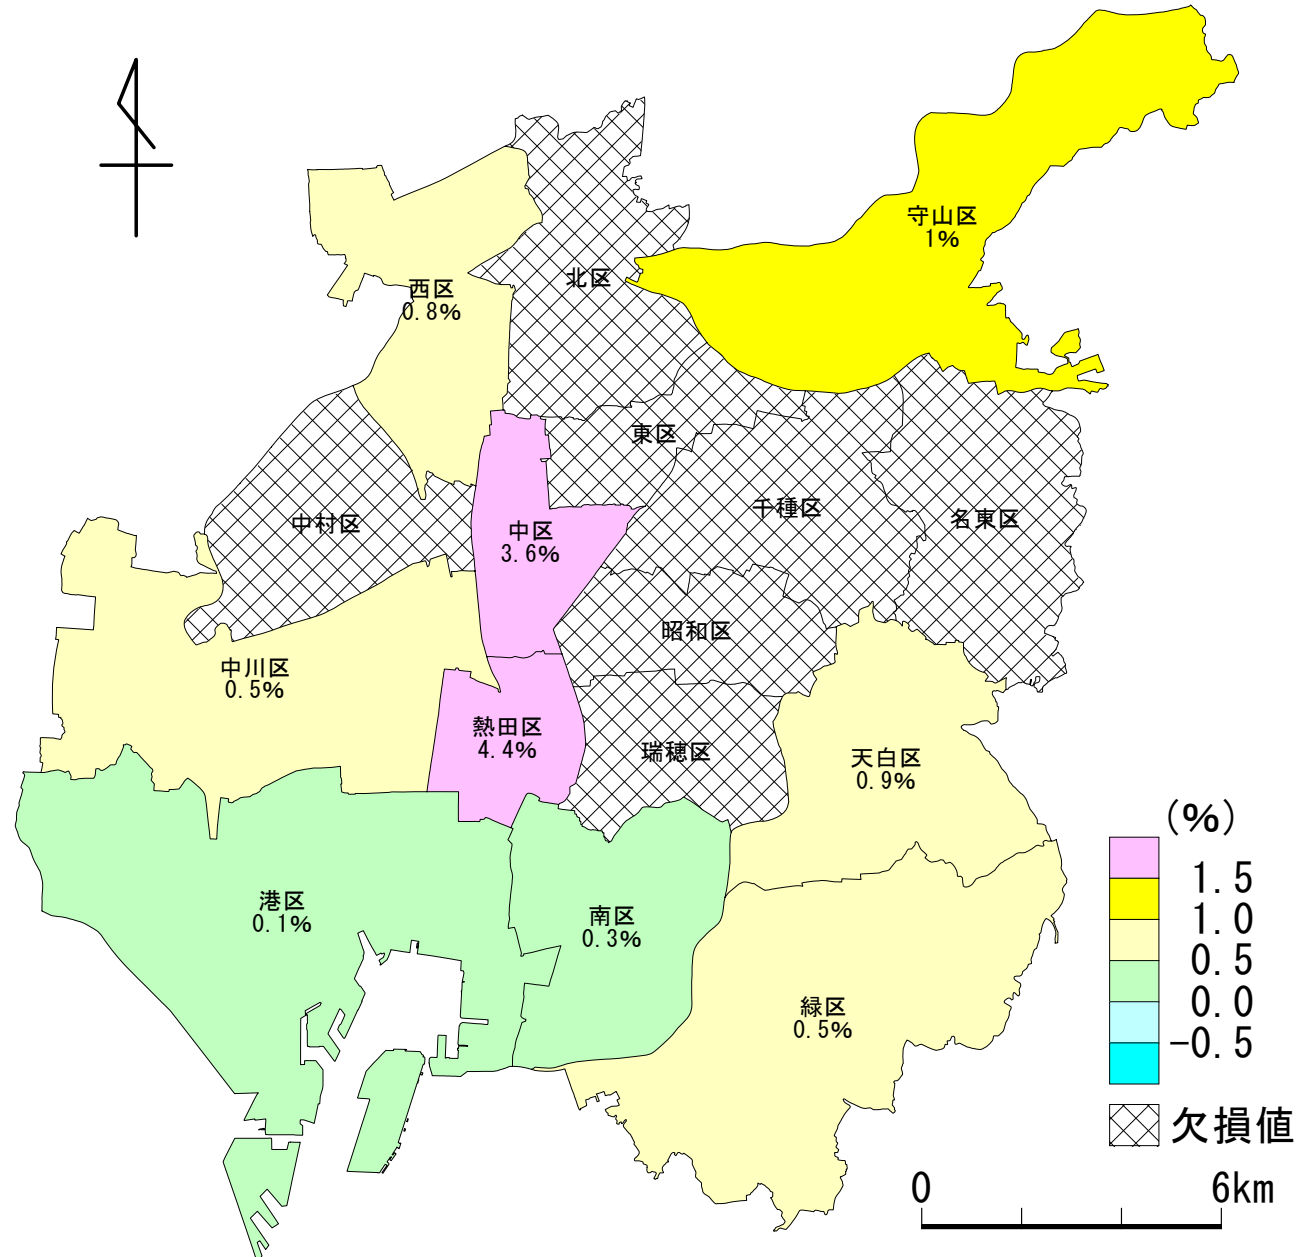 守山区
1%
北区
西区
0.8%
東区
千種区
名東区
中村区
中区
3.6%
昭和区
中川区
0.5%
熱田区
4.4%
瑞穂区
天白区
0.9%
港区
0.1%
南区
0.3%
緑区
0.5%
(%)
1.5
1.0
0.5
0.0
-0.5
欠損値
0 6km